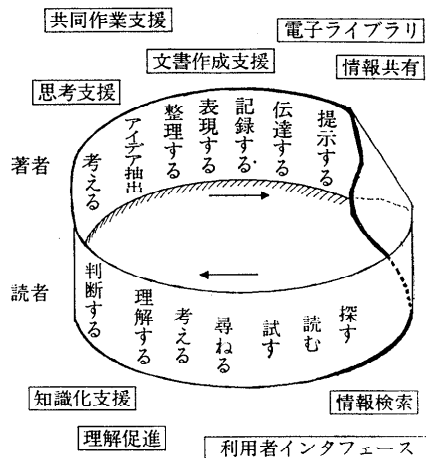 共同作業支援
電子ライブラリ
文書作成支援
情報共有
思考支援
著者
考える
アイデア抽出
整理する
表現する
記録する
伝達する
提示する
読者
判断する
理解する
考える
尋ねる
試す
読む
探す
知識化支援
情報検索
理解促進
利用者インタフェース